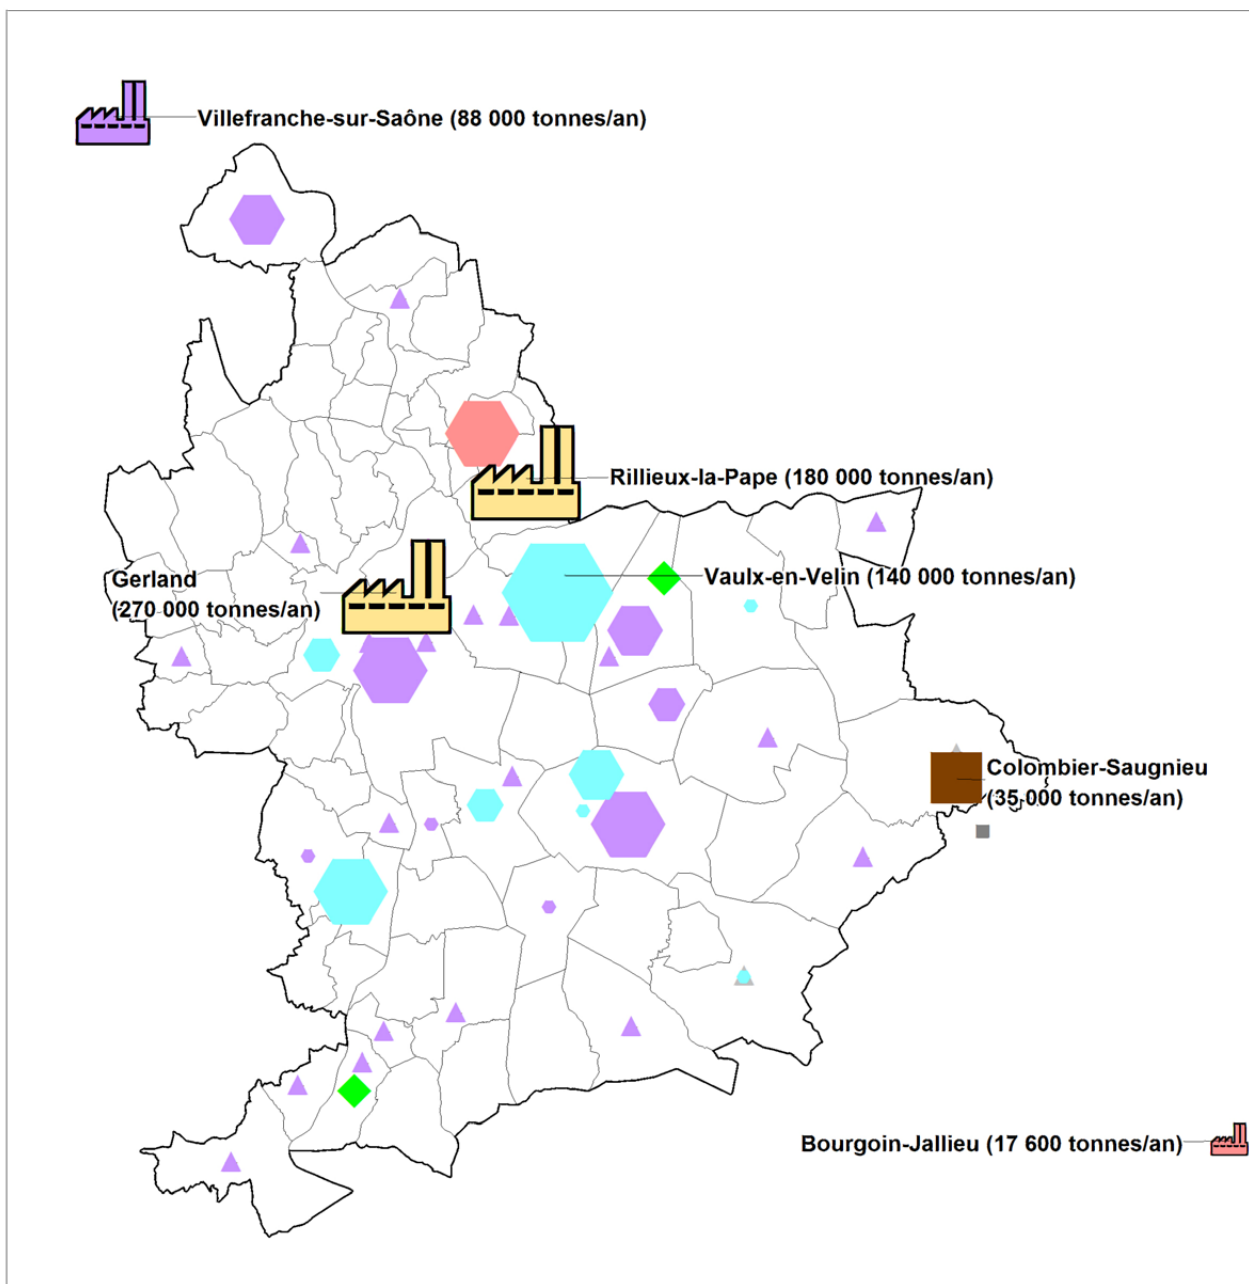 Villefranche-sur-Saône (88 000 tonnes/an)
Rillieux-la-Pape (180 000 tonnes/an)
Gerland
(270 000 tonnes/an)
Vaulx-en-Velin (140 000 tonnes/an)
Colombier-Saugnieu
(35 000 tonnes/an)
Bourgoin-Jallieu (17 600 tonnes/an)